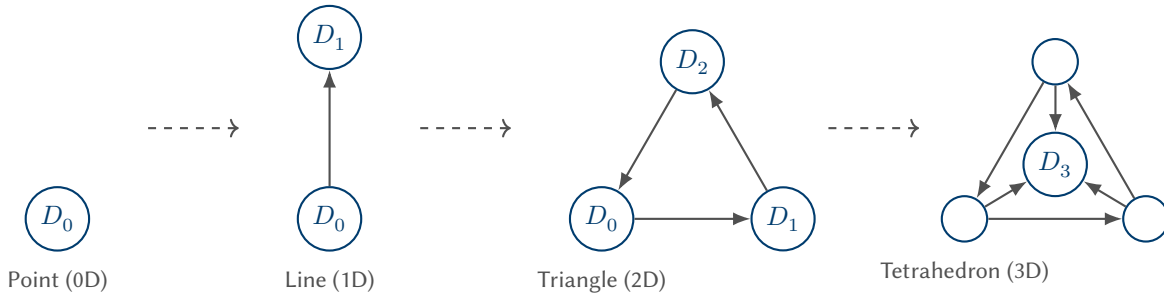 D₀
Point (0D)
D₁
D₀
Line (1D)
D₂
D₀
D₁
Triangle (2D)
D₃
Tetrahedron (3D)